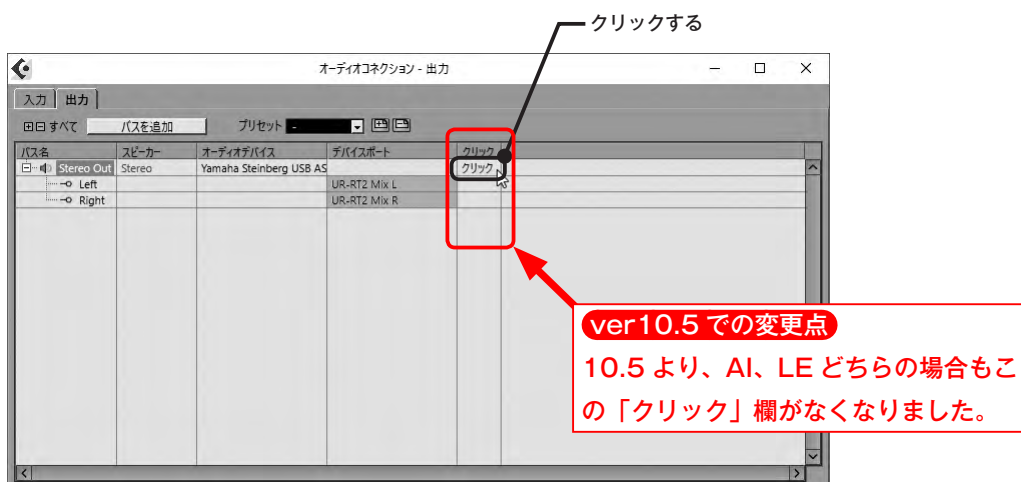 クリックする
オーディオコネクション - 出力
入力 出力
すべて バスを追加 プリセット -
バス名 スピーカー オーディオデバイス デバイスポート クリック
Stereo Out Stereo Yamaha Steinberg USB AS クリック
Left UR-RT2 Mix L
Right UR-RT2 Mix R
ver10.5 での変更点
10.5 より、AI、LE どちらの場合もこ
の「クリック」欄がなくなりました。